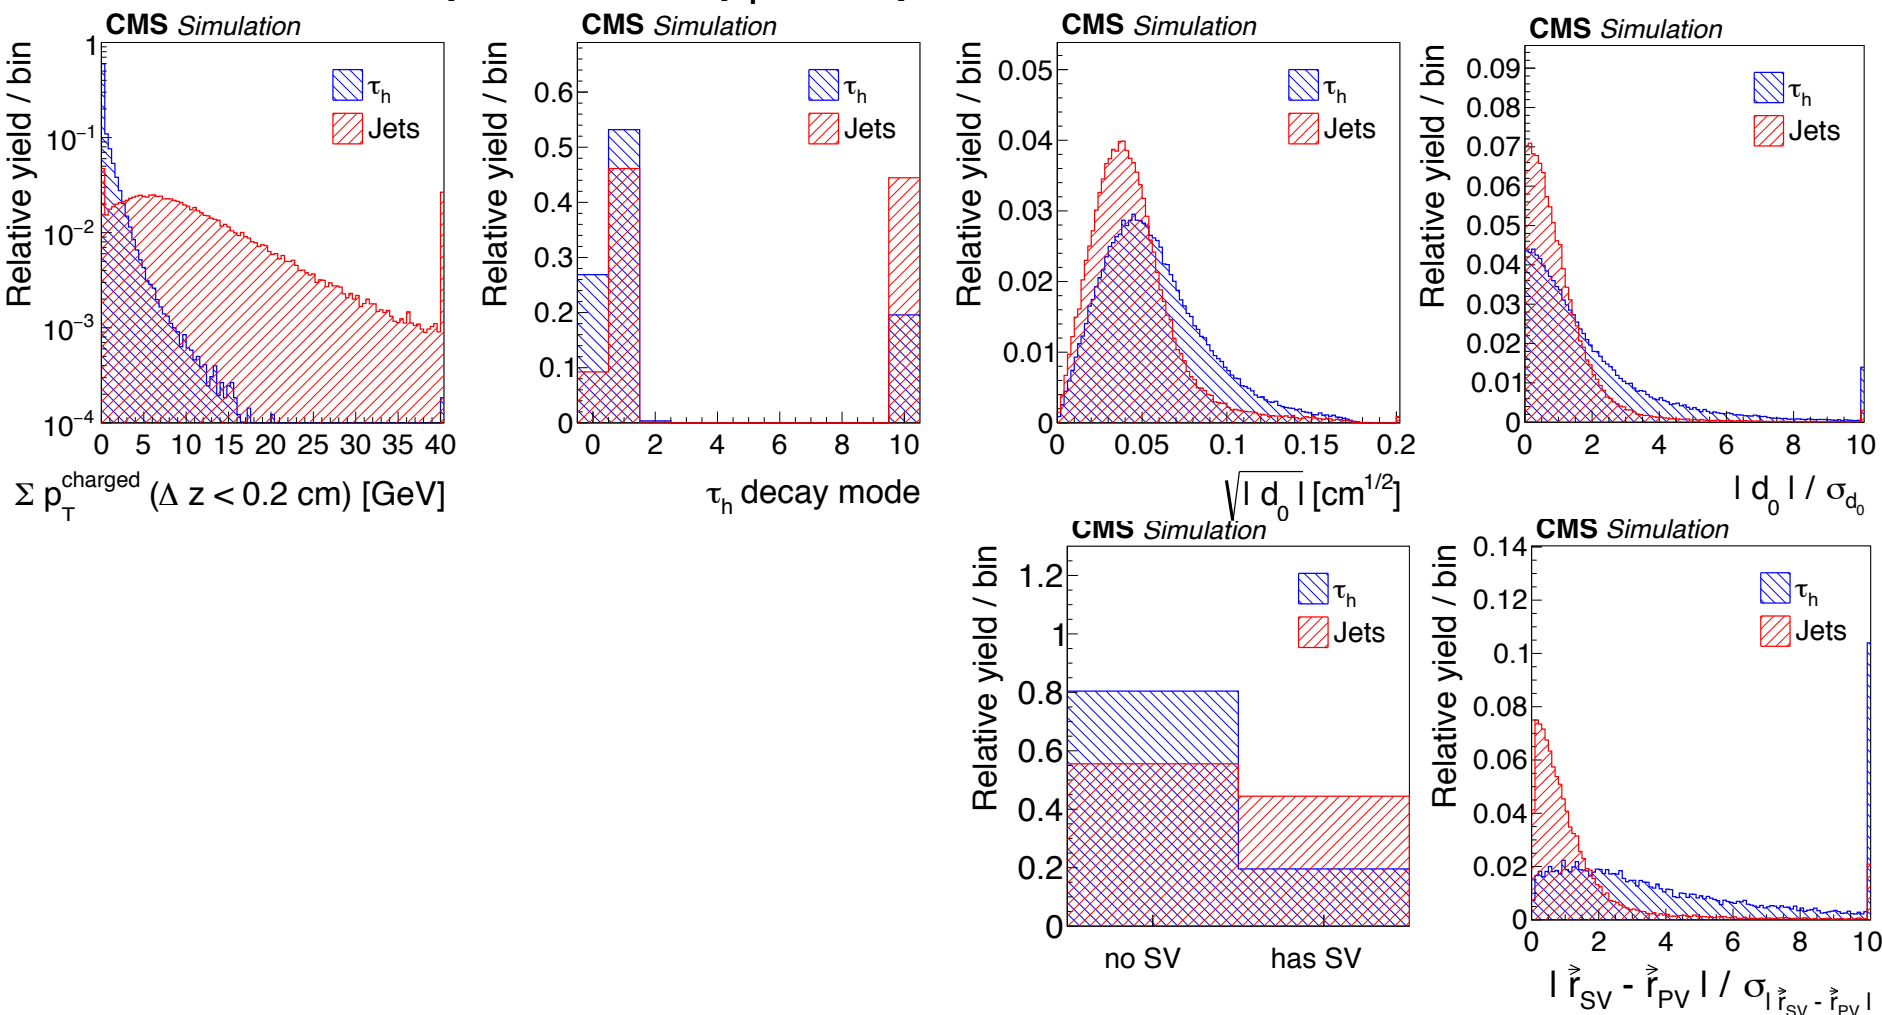 CMS Simulation
Relative yield / bin
1
10⁻¹
10⁻²
10⁻³
10⁻⁴
τh
Jets
0 5 10 15 20 25 30 35 40
Σ pT^charged (Δ z < 0.2 cm) [GeV]
CMS Simulation
Relative yield / bin
0.6
0.5
0.4
0.3
0.2
0.1
0
τh
Jets
0 2 4 6 8 10
τh decay mode
CMS Simulation
Relative yield / bin
0.05
0.04
0.03
0.02
0.01
0
τh
Jets
0 0.05 0.1 0.15 0.2
√| d0 | [cm^1/2]
CMS Simulation
Relative yield / bin
0.09
0.08
0.07
0.06
0.05
0.04
0.03
0.02
0.01
0
τh
Jets
0 2 4 6 8 10
| d0 | / σd0
CMS Simulation
Relative yield / bin
1.2
1
0.8
0.6
0.4
0.2
0
τh
Jets
no SV has SV
CMS Simulation
Relative yield / bin
0.14
0.12
0.1
0.08
0.06
0.04
0.02
0
τh
Jets
0 2 4 6 8 10
| r⃗SV - r⃗PV | / σ| r⃗SV - r⃗PV |